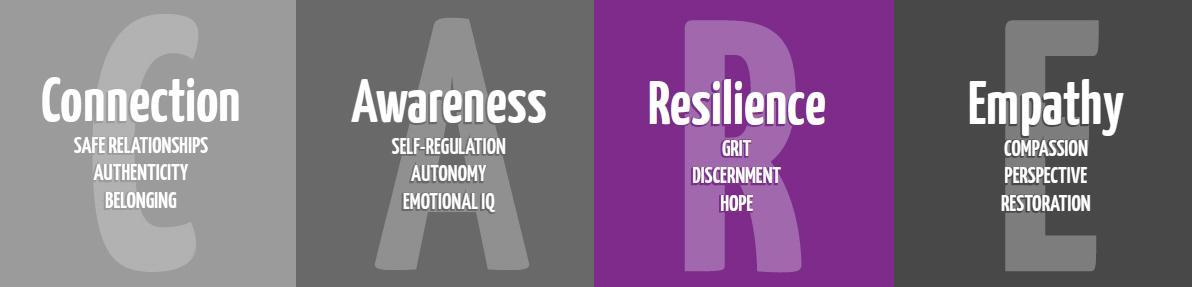 C
Connection
SAFE RELATIONSHIPS
AUTHENTICITY
BELONGING
A
Awareness
SELF-REGULATION
AUTONOMY
EMOTIONAL IQ
R
Resilience
GRIT
DISCERNMENT
HOPE
E
Empathy
COMPASSION
PERSPECTIVE
RESTORATION